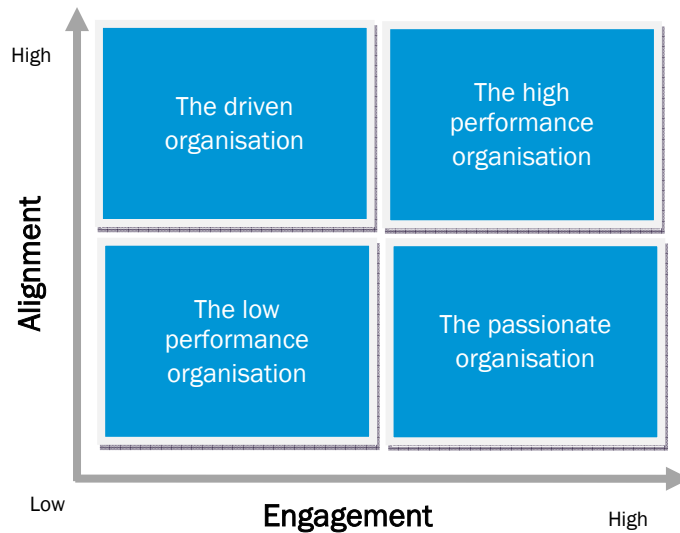 High
The driven
organisation
The high
performance
organisation
Alignment
The low
performance
organisation
The passionate
organisation
Low
Engagement
High